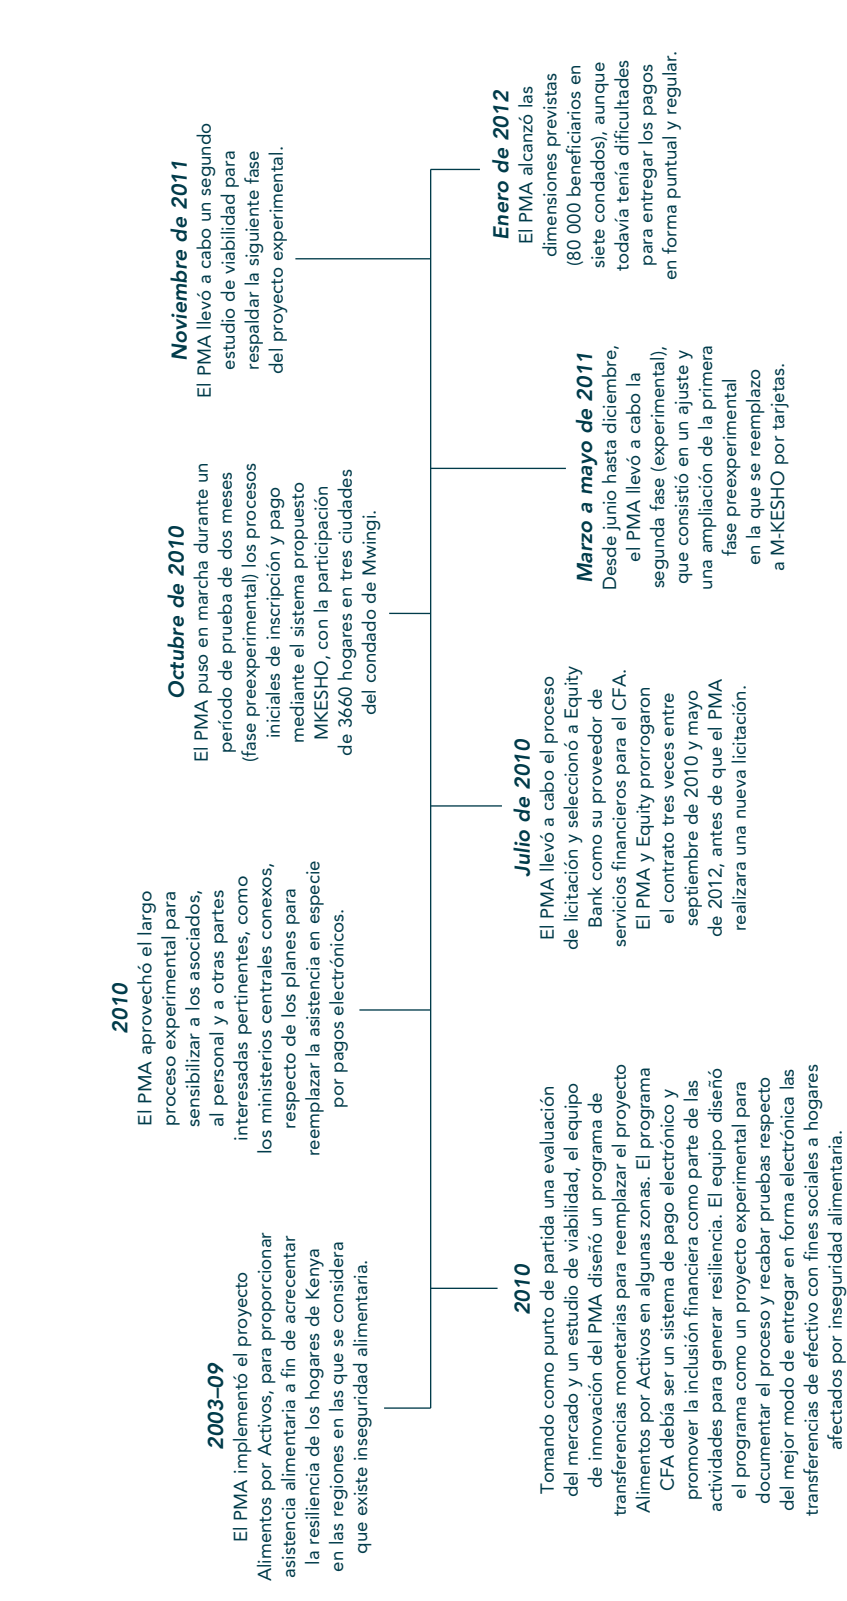 2003–09
El PMA implementó el proyecto
Alimentos por Activos, para proporcionar
asistencia alimentaria a fin de acrecentar
la resiliencia de los hogares de Kenya
en las regiones en las que se considera
que existe inseguridad alimentaria.
2010
Tomando como punto de partida una evaluación
del mercado y un estudio de viabilidad, el equipo
de innovación del PMA diseñó un programa de
transferencias monetarias para reemplazar el proyecto
Alimentos por Activos en algunas zonas. El programa
CFA debía ser un sistema de pago electrónico y
promover la inclusión financiera como parte de las
actividades para generar resiliencia. El equipo diseñó
el programa como un proyecto experimental para
documentar el proceso y recabar pruebas respecto
del mejor modo de entregar en forma electrónica las
transferencias de efectivo con fines sociales a hogares
afectados por inseguridad alimentaria.
2010
El PMA aprovechó el largo
proceso experimental para
sensibilizar a los asociados,
al personal y a otras partes
interesadas pertinentes, como
los ministerios centrales conexos,
respecto de los planes para
reemplazar la asistencia en especie
por pagos electrónicos.
Julio de 2010
El PMA llevó a cabo el proceso
de licitación y seleccionó a Equity
Bank como su proveedor de
servicios financieros para el CFA.
El PMA y Equity prorrogaron
el contrato tres veces entre
septiembre de 2010 y mayo
de 2012, antes de que el PMA
realizara una nueva licitación.
Octubre de 2010
El PMA puso en marcha durante un
período de prueba de dos meses
(fase preexperimental) los procesos
iniciales de inscripción y pago
mediante el sistema propuesto
MKESHO, con la participación
de 3660 hogares en tres ciudades
del condado de Mwingi.
Marzo a mayo de 2011
Desde junio hasta diciembre,
el PMA llevó a cabo la
segunda fase (experimental),
que consistió en un ajuste y
una ampliación de la primera
fase preexperimental
en la que se reemplazo
a M-KESHO por tarjetas.
Noviembre de 2011
El PMA llevó a cabo un segundo
estudio de viabilidad para
respaldar la siguiente fase
del proyecto experimental.
Enero de 2012
El PMA alcanzó las
dimensiones previstas
(80 000 beneficiarios en
siete condados), aunque
todavía tenía dificultades
para entregar los pagos
en forma puntual y regular.